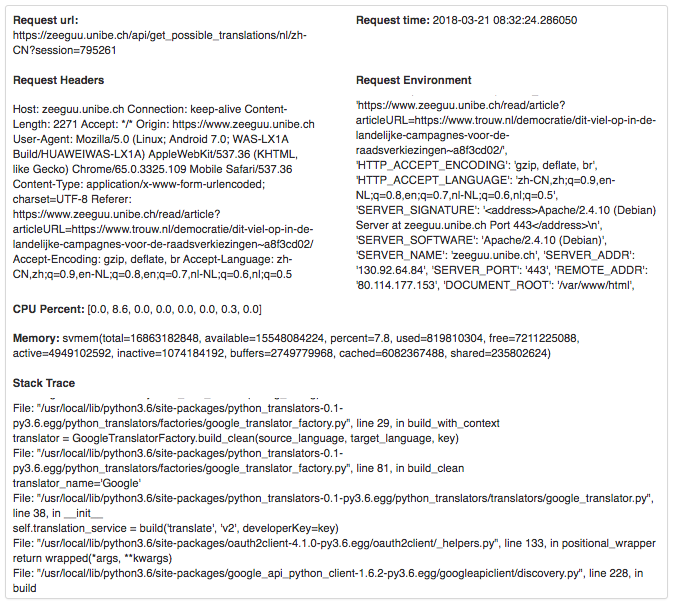 Request url:
https://zeeguu.unibe.ch/api/get_possible_translations/nl/zh-
CN?session=795261
Request time: 2018-03-21 08:32:24.286050
Request Headers
Host: zeeguu.unibe.ch Connection: keep-alive Content-
Length: 2271 Accept: */* Origin: https://www.zeeguu.unibe.ch
User-Agent: Mozilla/5.0 (Linux; Android 7.0; WAS-LX1A
Build/HUAWEIWAS-LX1A) AppleWebKit/537.36 (KHTML,
like Gecko) Chrome/65.0.3325.109 Mobile Safari/537.36
Content-Type: application/x-www-form-urlencoded;
charset=UTF-8 Referer:
https://www.zeeguu.unibe.ch/read/article?
articleURL=https://www.trouw.nl/democratie/dit-viel-op-in-de-
landelijke-campagnes-voor-de-raadsverkiezingen~a8f3cd02/
Accept-Encoding: gzip, deflate, br Accept-Language: zh-
CN,zh;q=0.9,en-NL;q=0.8,en;q=0.7,nl-NL;q=0.6,nl;q=0.5
Request Environment
'https://www.zeeguu.unibe.ch/read/article?
articleURL=https://www.trouw.nl/democratie/dit-viel-op-in-de-
landelijke-campagnes-voor-de-
raadsverkiezingen~a8f3cd02/',
'HTTP_ACCEPT_ENCODING': 'gzip, deflate, br',
'HTTP_ACCEPT_LANGUAGE': 'zh-CN,zh;q=0.9,en-
NL;q=0.8,en;q=0.7,nl-NL;q=0.6,nl;q=0.5',
'SERVER_SIGNATURE': '<address>Apache/2.4.10 (Debian)
Server at zeeguu.unibe.ch Port 443</address>\n',
'SERVER_SOFTWARE': 'Apache/2.4.10 (Debian)',
'SERVER_NAME': 'zeeguu.unibe.ch', 'SERVER_ADDR':
'130.92.64.84', 'SERVER_PORT': '443', 'REMOTE_ADDR':
'80.114.177.153', 'DOCUMENT_ROOT': '/var/www/html',
CPU Percent: [0.0, 8.6, 0.0, 0.0, 0.0, 0.0, 0.3, 0.0]
Memory: svmem(total=16863182848, available=15548084224, percent=7.8, used=819810304, free=7211225088,
active=4949102592, inactive=1074184192, buffers=2749779968, cached=6082367488, shared=235802624)
Stack Trace
File: "/usr/local/lib/python3.6/site-packages/python_translators-0.1-
py3.6.egg/python_translators/factories/google_translator_factory.py", line 29, in build_with_context
translator = GoogleTranslatorFactory.build_clean(source_language, target_language, key)
File: "/usr/local/lib/python3.6/site-packages/python_translators-0.1-
py3.6.egg/python_translators/factories/google_translator_factory.py", line 81, in build_clean
translator_name='Google'
File: "/usr/local/lib/python3.6/site-packages/python_translators-0.1-py3.6.egg/python_translators/translators/google_translator.py",
line 38, in __init__
self.translation_service = build('translate', 'v2', developerKey=key)
File: "/usr/local/lib/python3.6/site-packages/oauth2client-4.1.0-py3.6.egg/oauth2client/_helpers.py", line 133, in positional_wrapper
return wrapped(*args, **kwargs)
File: "/usr/local/lib/python3.6/site-packages/google_api_python_client-1.6.2-py3.6.egg/googleapiclient/discovery.py", line 228, in
build